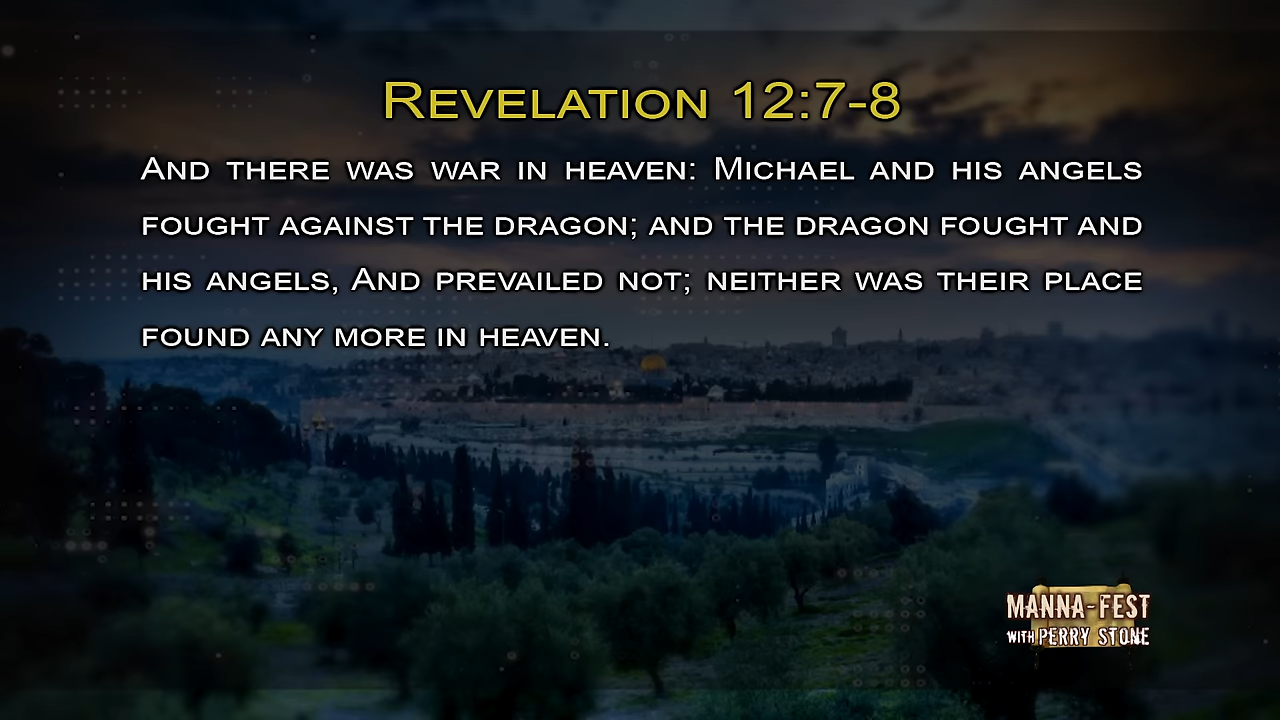 Revelation 12:7-8
And there was war in heaven: Michael and his angels
fought against the dragon; and the dragon fought and
his angels, And prevailed not; neither was their place
found any more in heaven.
MANNA-FEST
WITH PERRY STONE